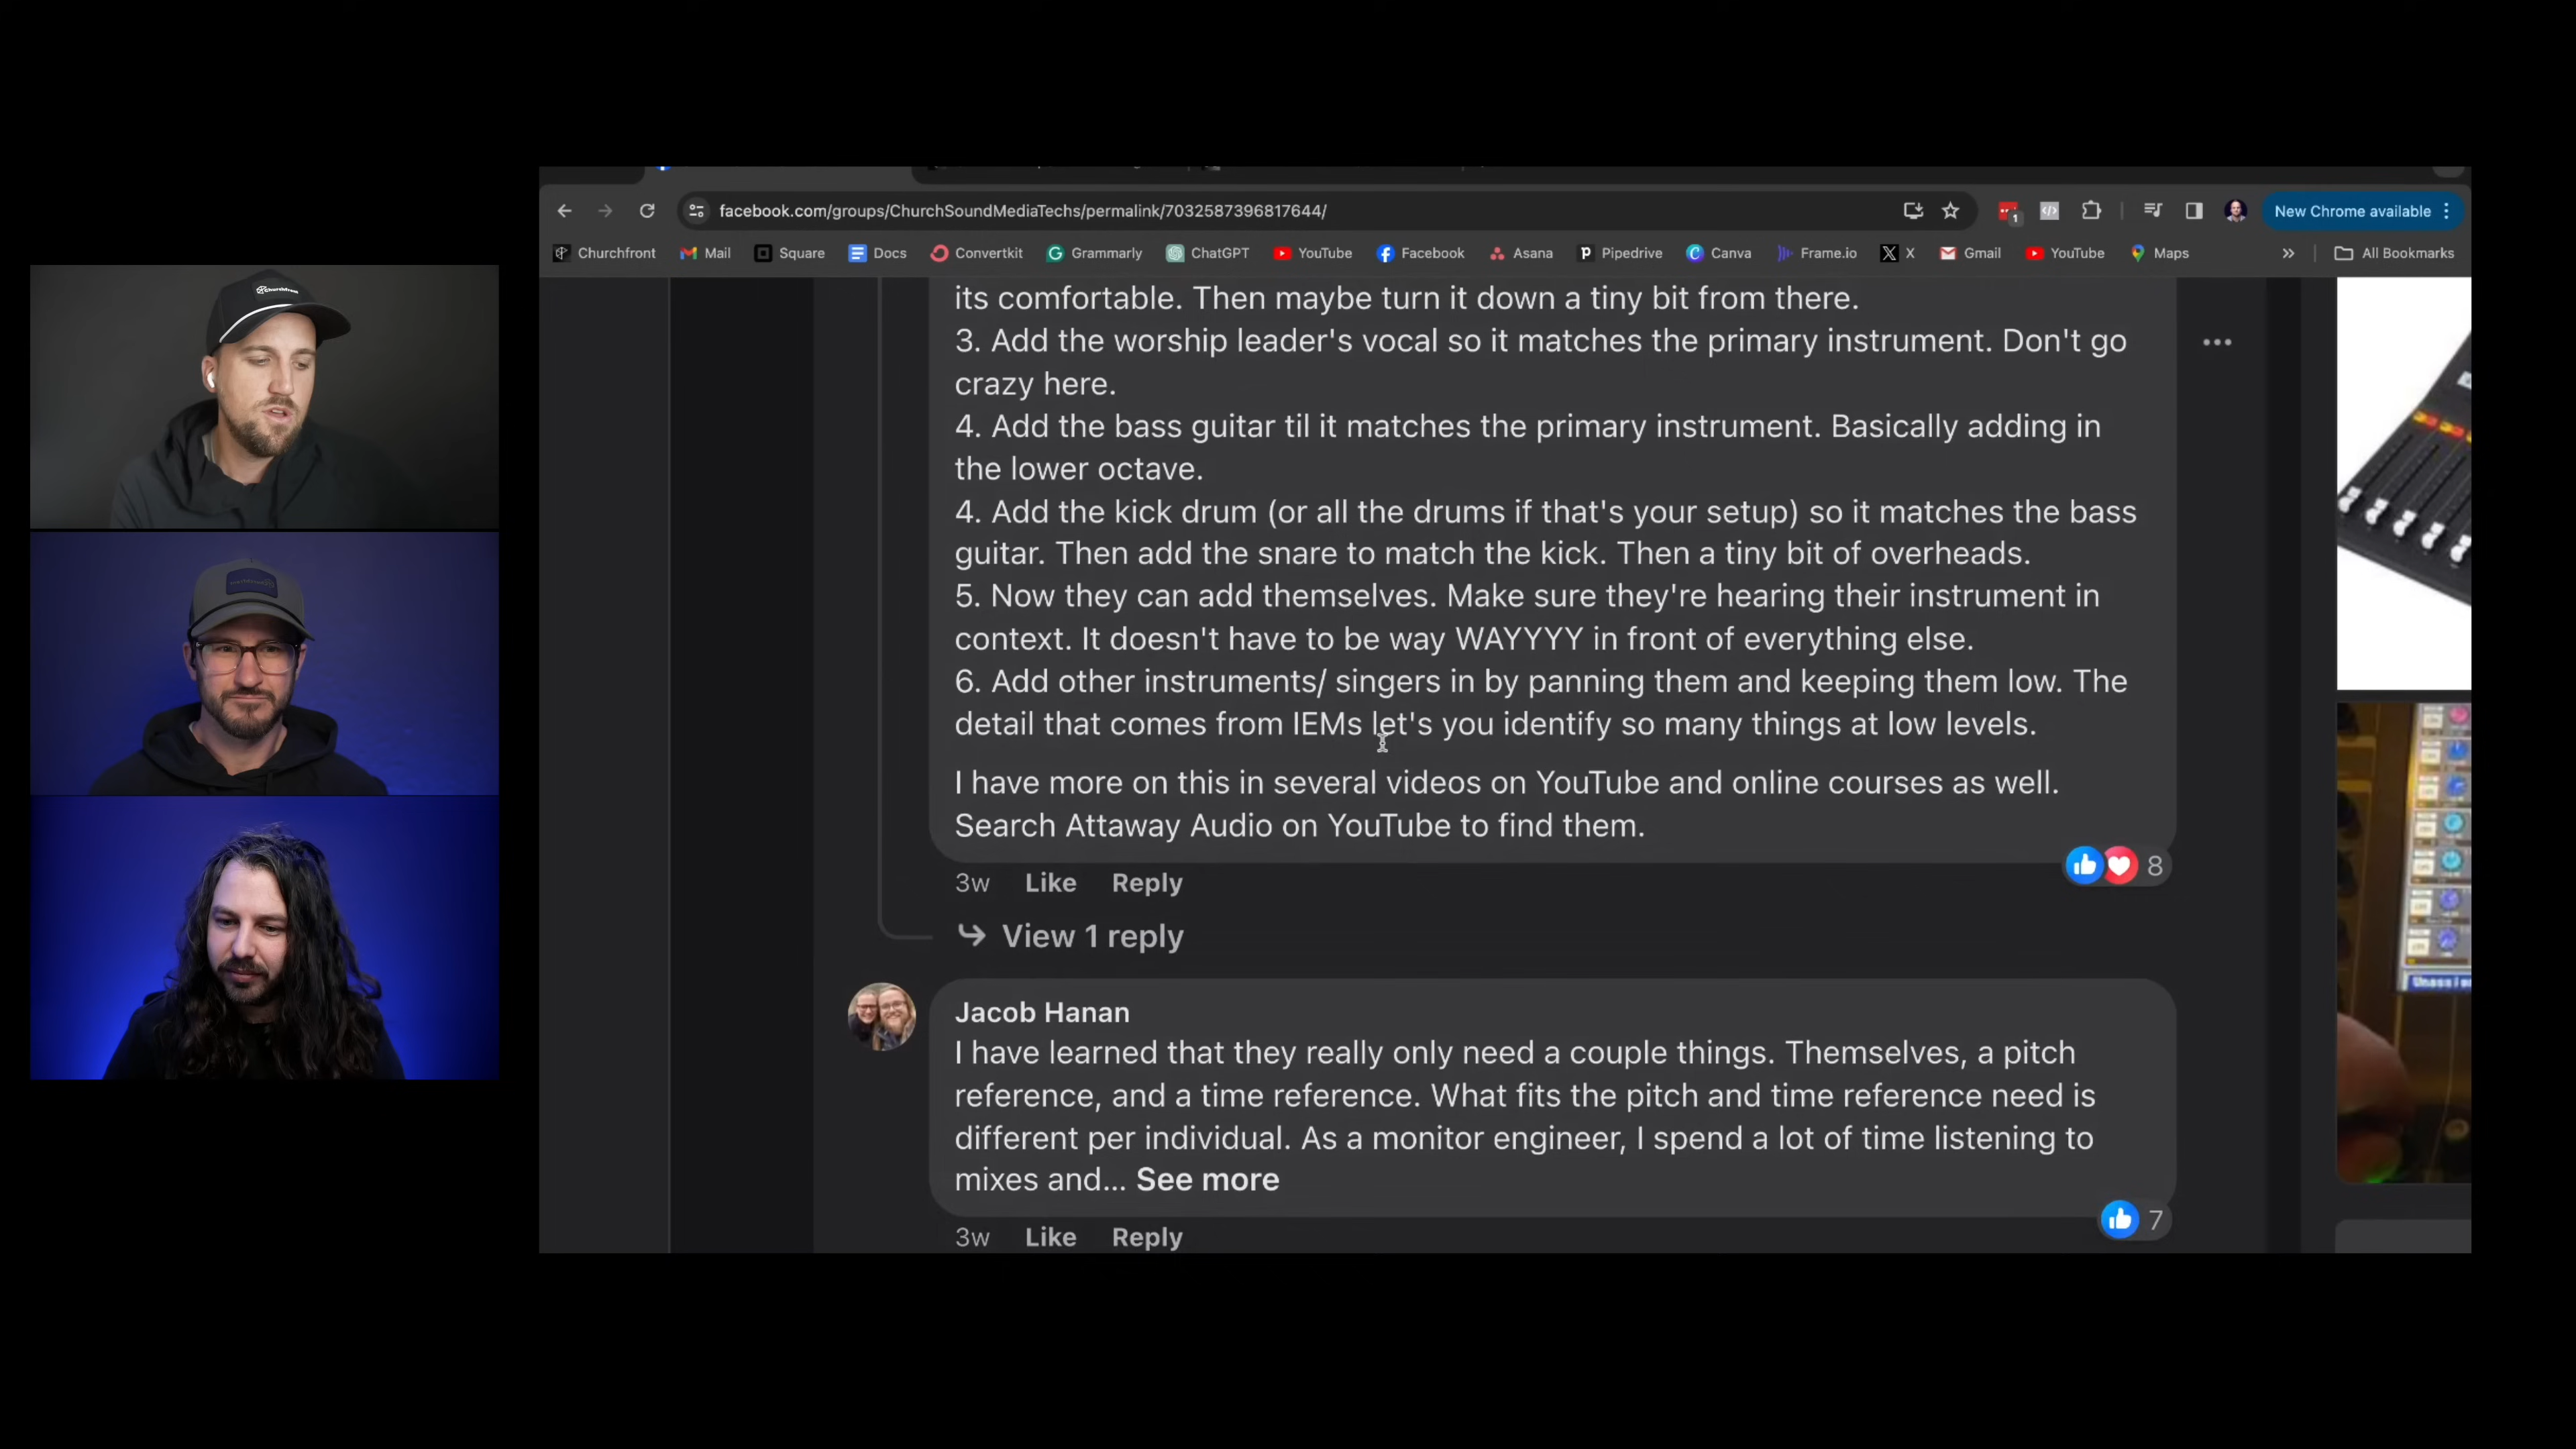 facebook.com/groups/ChurchSoundMediaTechs/permalink/7032587396817644/
1
New Chrome available
Churchfront Mail Square Docs Convertkit Grammarly ChatGPT YouTube Facebook Asana Pipedrive Canva Frame.io X Gmail YouTube Maps » All Bookmarks
Churchfront
its comfortable. Then maybe turn it down a tiny bit from there.
3. Add the worship leader's vocal so it matches the primary instrument. Don't go
crazy here.
4. Add the bass guitar til it matches the primary instrument. Basically adding in
the lower octave.
4. Add the kick drum (or all the drums if that's your setup) so it matches the bass
guitar. Then add the snare to match the kick. Then a tiny bit of overheads.
5. Now they can add themselves. Make sure they're hearing their instrument in
context. It doesn't have to be way WAYYYY in front of everything else.
6. Add other instruments/ singers in by panning them and keeping them low. The
detail that comes from IEMs let's you identify so many things at low levels.
I have more on this in several videos on YouTube and online courses as well.
Search Attaway Audio on YouTube to find them.
8
3w Like Reply
View 1 reply
Jacob Hanan
I have learned that they really only need a couple things. Themselves, a pitch
reference, and a time reference. What fits the pitch and time reference need is
different per individual. As a monitor engineer, I spend a lot of time listening to
mixes and... See more
7
3w Like Reply